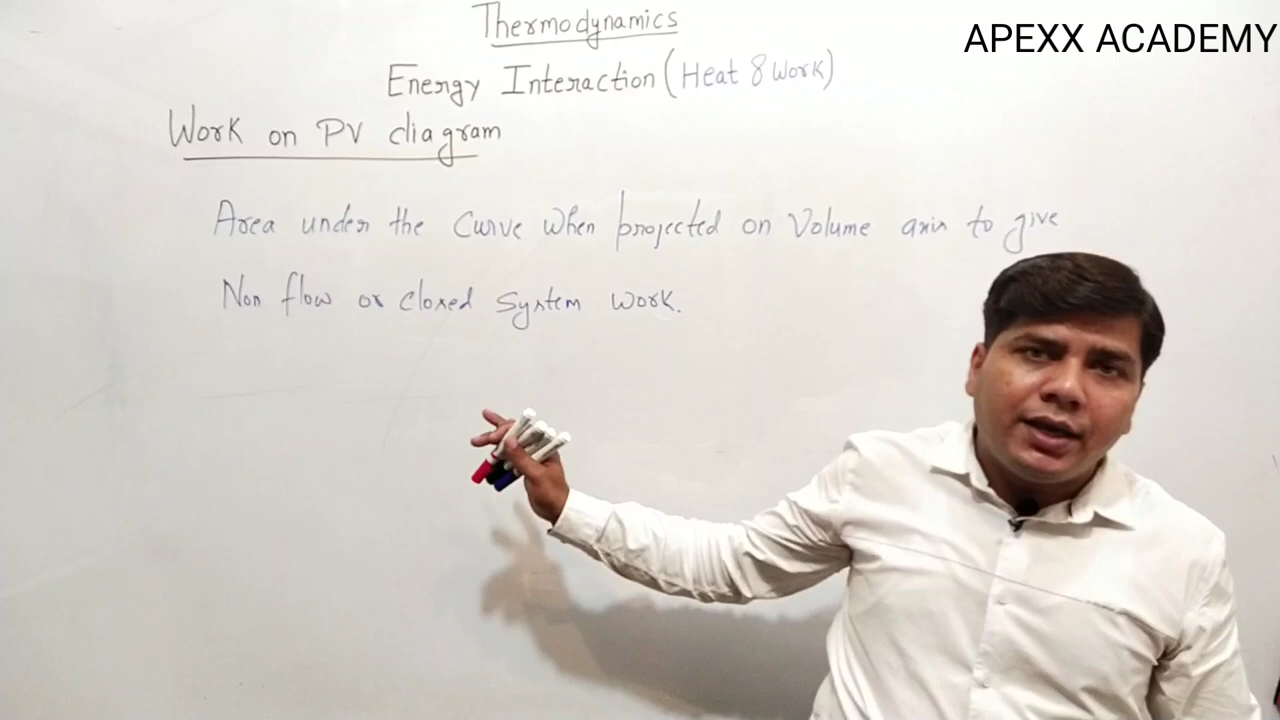 Thermodynamics
APEXX ACADEMY
Energy Interaction (Heat & Work)
Work on PV diagram
Area under the Curve when projected on Volume axis to give
Non flow or Closed System Work.